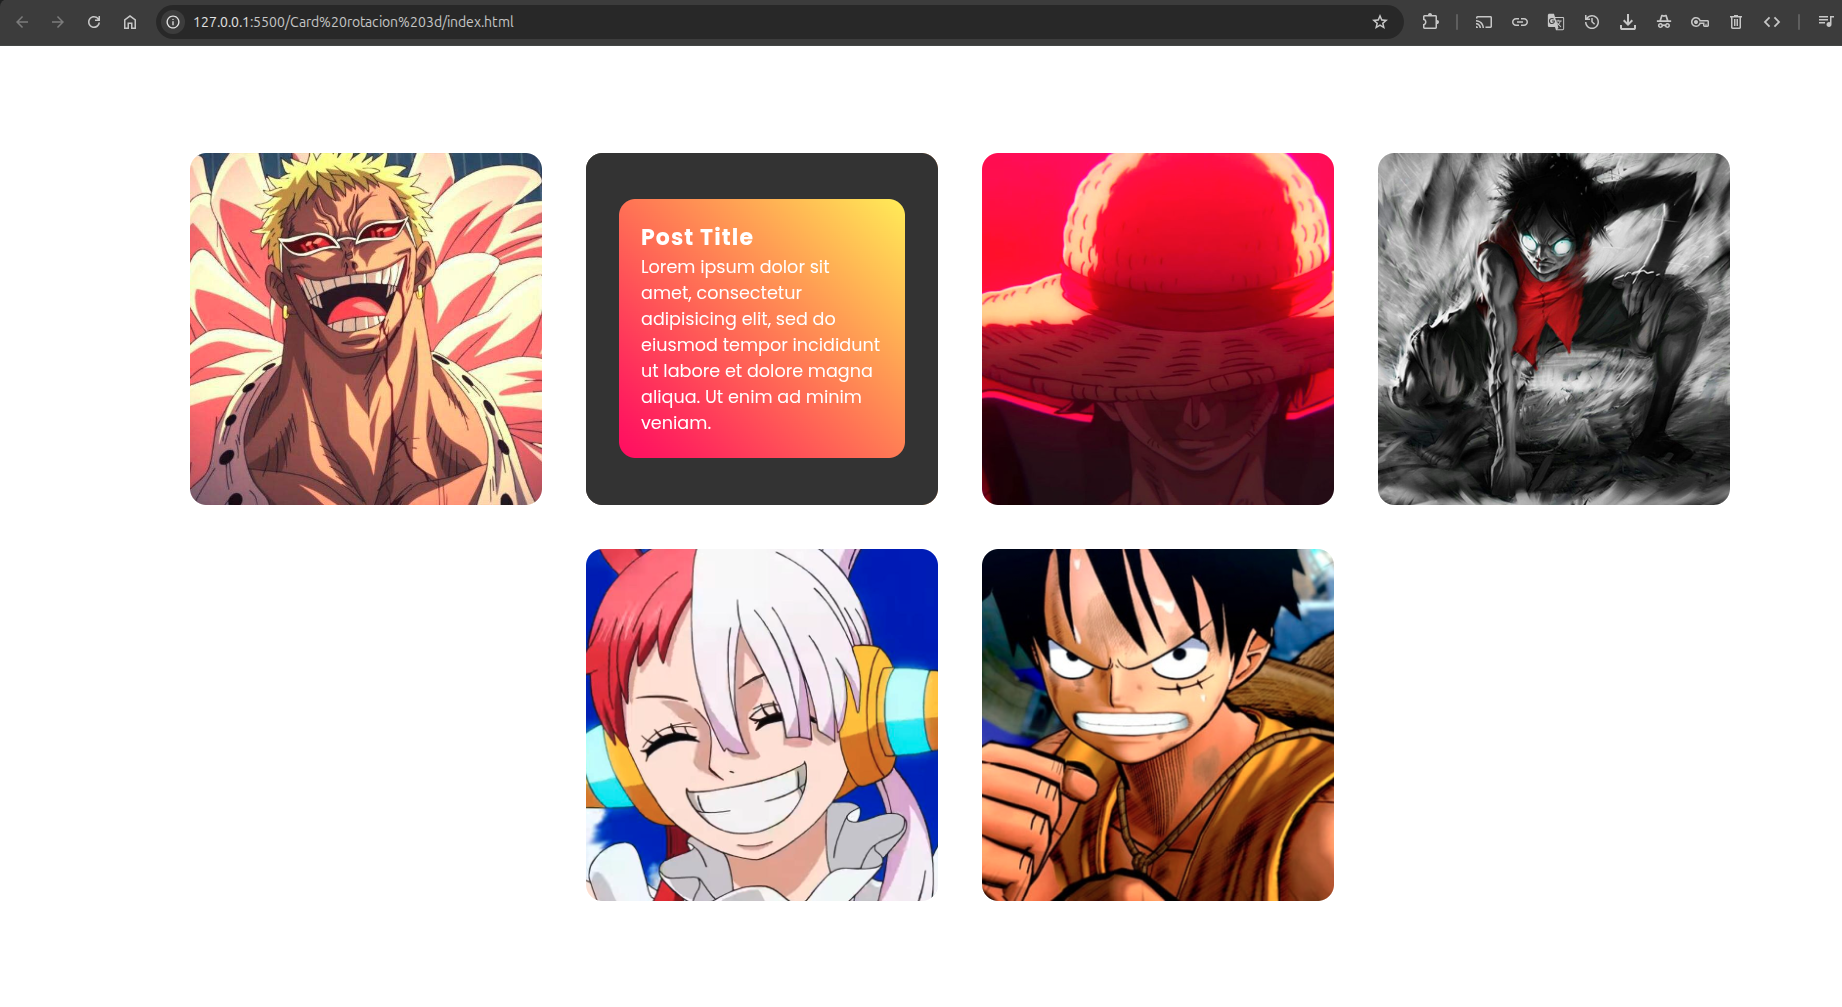 127.0.0.1:5500/Card%20rotacion%203d/index.html
Post Title
Lorem ipsum dolor sit
amet, consectetur
adipisicing elit, sed do
eiusmod tempor incididunt
ut labore et dolore magna
aliqua. Ut enim ad minim
veniam.